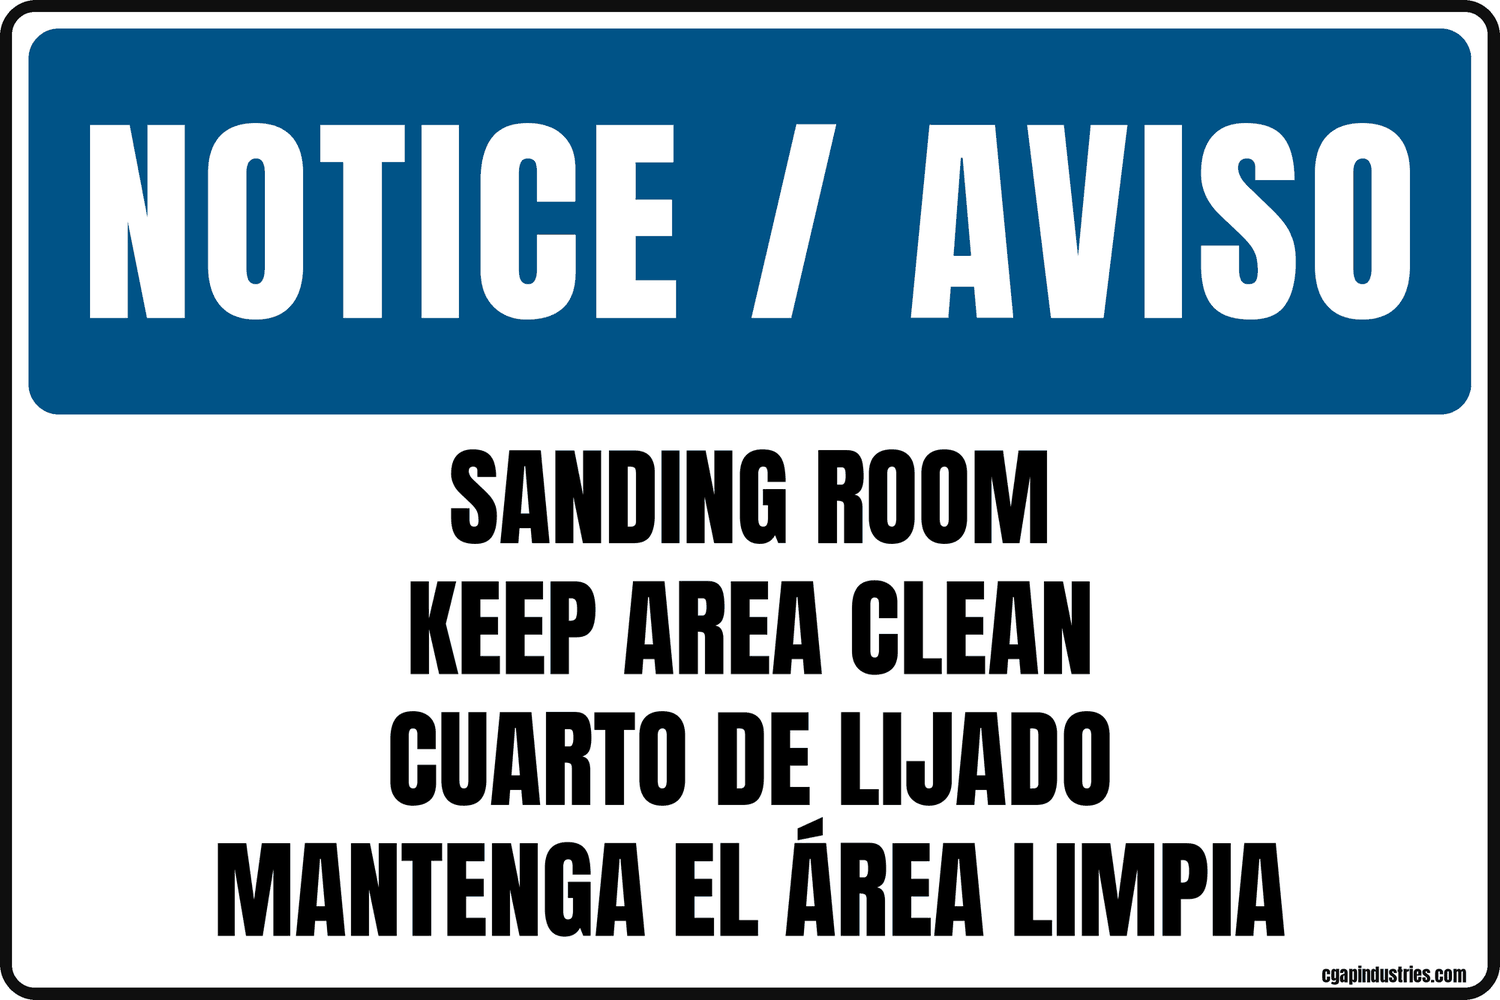 NOTICE / AVISO
SANDING ROOM
KEEP AREA CLEAN
CUARTO DE LIJADO
MANTENGA EL ÁREA LIMPIA
cgapindustries.com